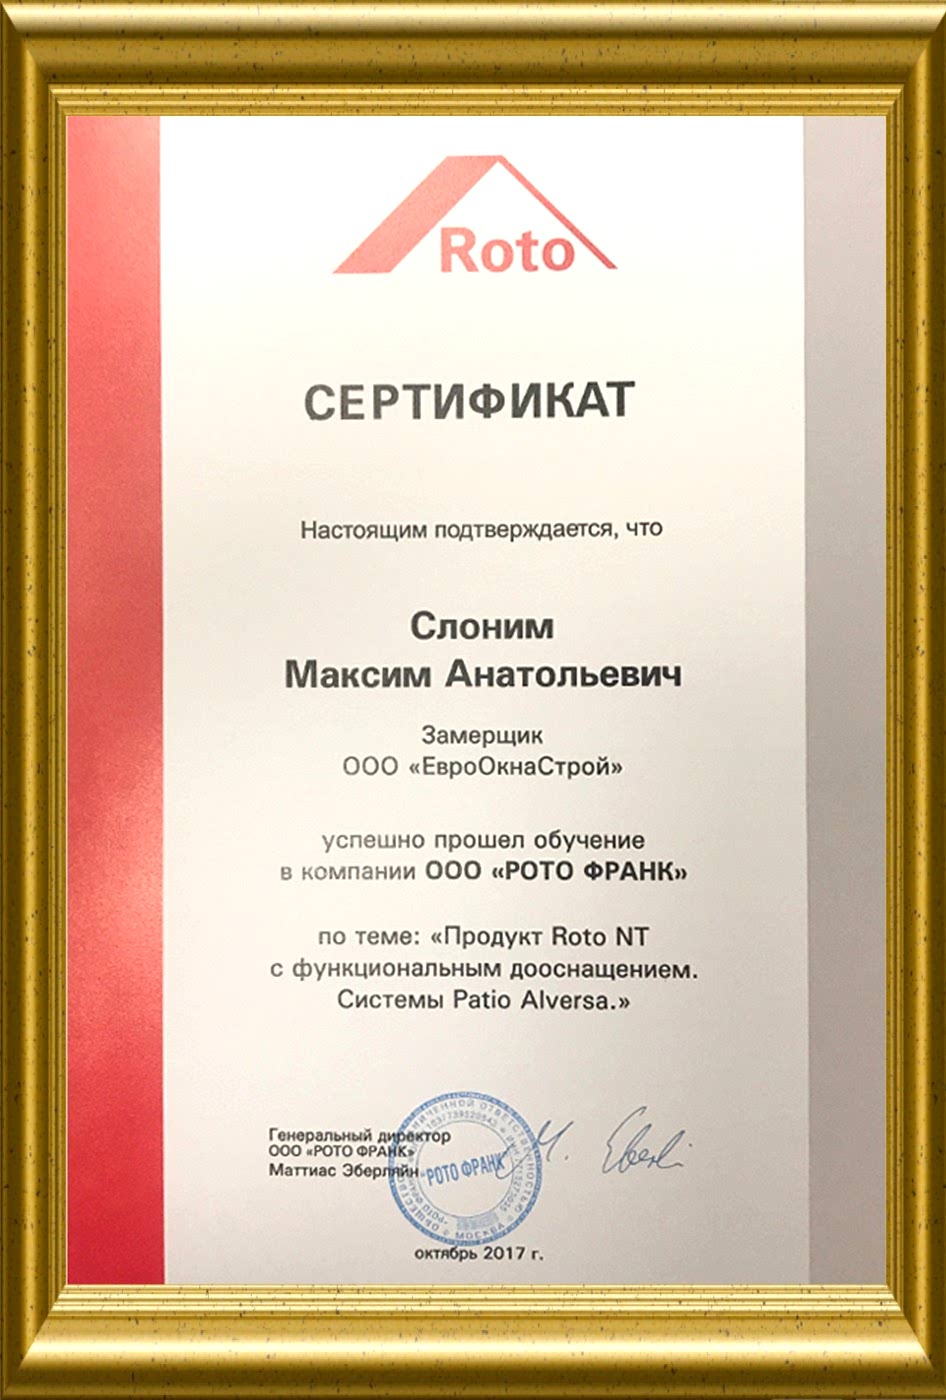 Roto
СЕРТИФИКАТ
Настоящим подтверждается, что
Слоним
Максим Анатольевич
Замерщик
ООО «ЕвроОкнаСтрой»
успешно прошел обучение
в компании ООО «РОТО ФРАНК»
по теме: «Продукт Roto NT
с функциональным дооснащением.
Системы Patio Alversa.»
Генеральный директор
ООО «РОТО ФРАНК»
Маттиас Эберляйн
РОТО ФРАНК
МОСКВА
октябрь 2017 г.